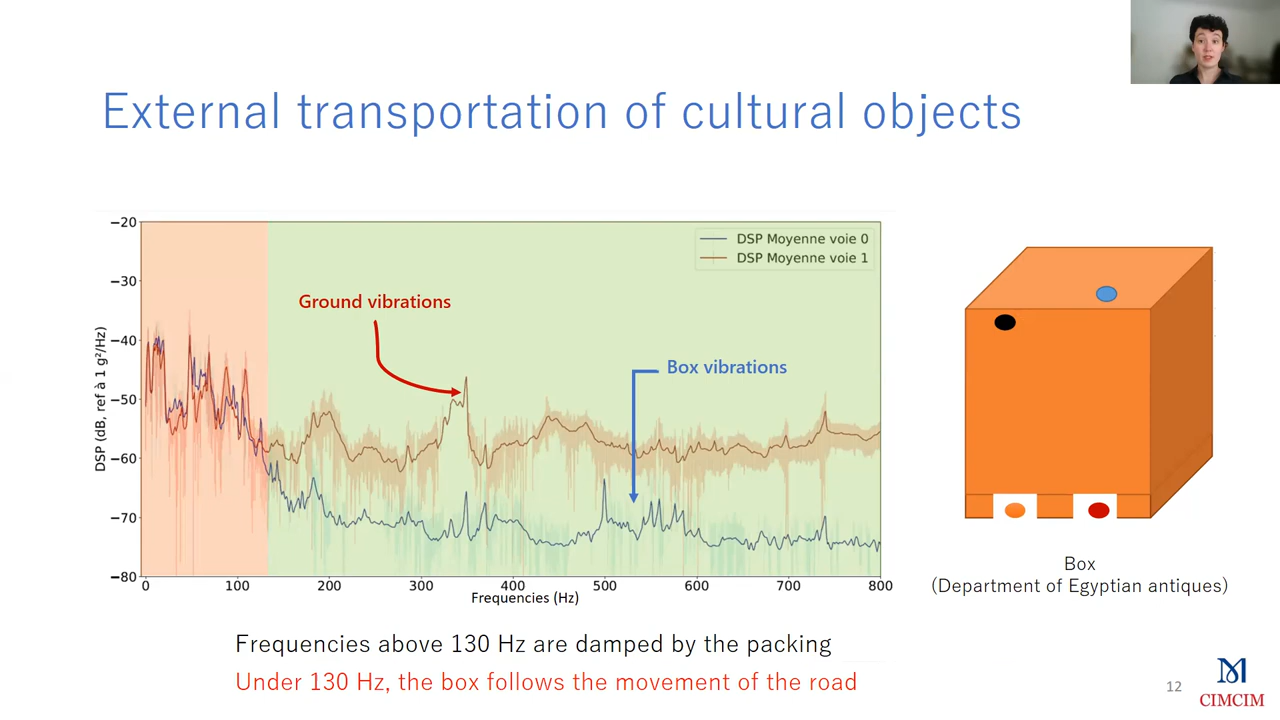 External transportation of cultural objects
−20
−30
−40
−50
−60
−70
−80
DSP (dB, ref à 1 g²/Hz)
DSP Moyenne voie 0
DSP Moyenne voie 1
Ground vibrations
Box vibrations
0 100 200 300 400 500 600 700 800
Frequencies (Hz)
Box
(Department of Egyptian antiques)
Frequencies above 130 Hz are damped by the packing
Under 130 Hz, the box follows the movement of the road
12
CIMCIM